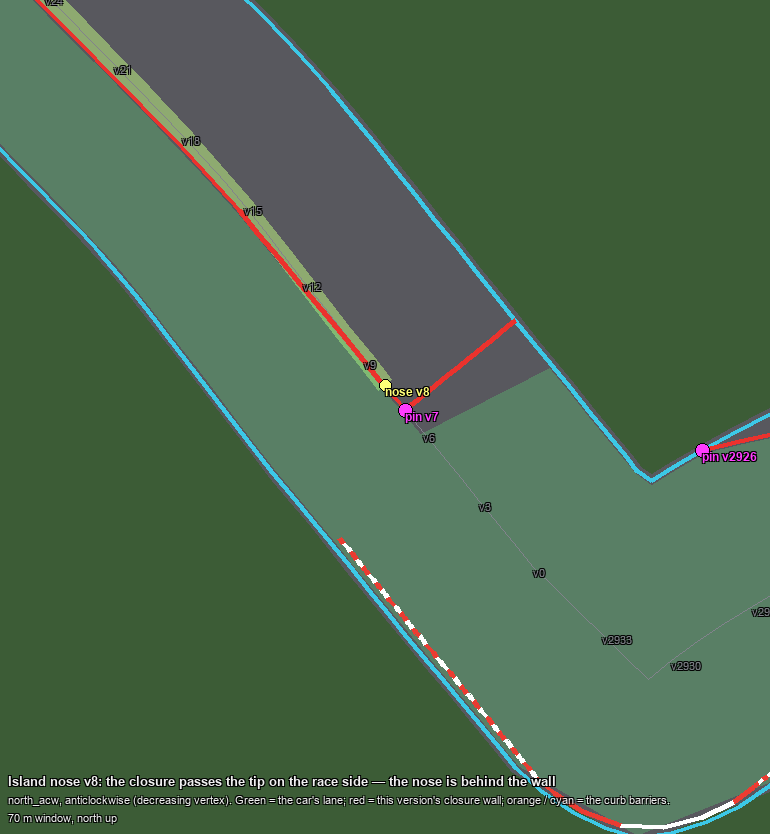 v24
v21
v18
v15
v12
v9
nose v8
pin v7
v6
pin v2926
v3
v0
v29
v2933
v2930
Island nose v8: the closure passes the tip on the race side — the nose is behind the wall
north_acw, anticlockwise (decreasing vertex). Green = the car's lane; red = this version's closure wall; orange / cyan = the curb barriers.
70 m window, north up